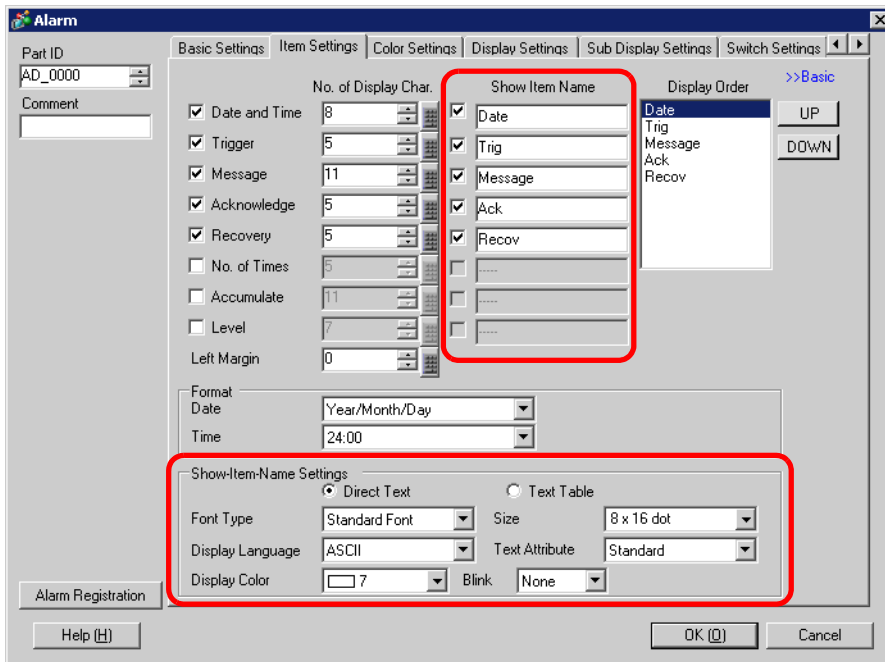 Alarm
Part ID
AD_0000
Comment
Basic Settings Item Settings Color Settings Display Settings Sub Display Settings Switch Settings
>>Basic
No. of Display Char. Show Item Name Display Order
Date and Time 8 Date
Trigger 5 Trig
Message 11 Message
Acknowledge 5 Ack
Recovery 5 Recov
No. of Times 5 -----
Accumulate 11 -----
Level 7 -----
Left Margin 0
Date
Trig
Message
Ack
Recov
UP
DOWN
Format
Date Year/Month/Day
Time 24:00
Show-Item-Name Settings
Direct Text Text Table
Font Type Standard Font Size 8 x 16 dot
Display Language ASCII Text Attribute Standard
Display Color 7 Blink None
Alarm Registration
Help (H) OK (O) Cancel